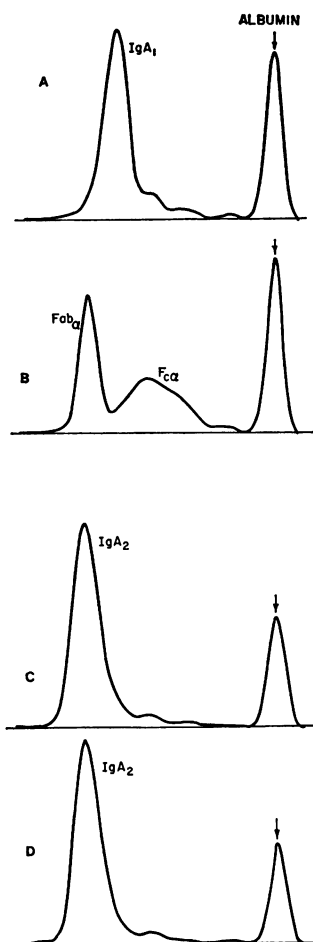 ALBUMIN
IgA₁
A
Fabα
Fcα
B
IgA₂
C
IgA₂
D